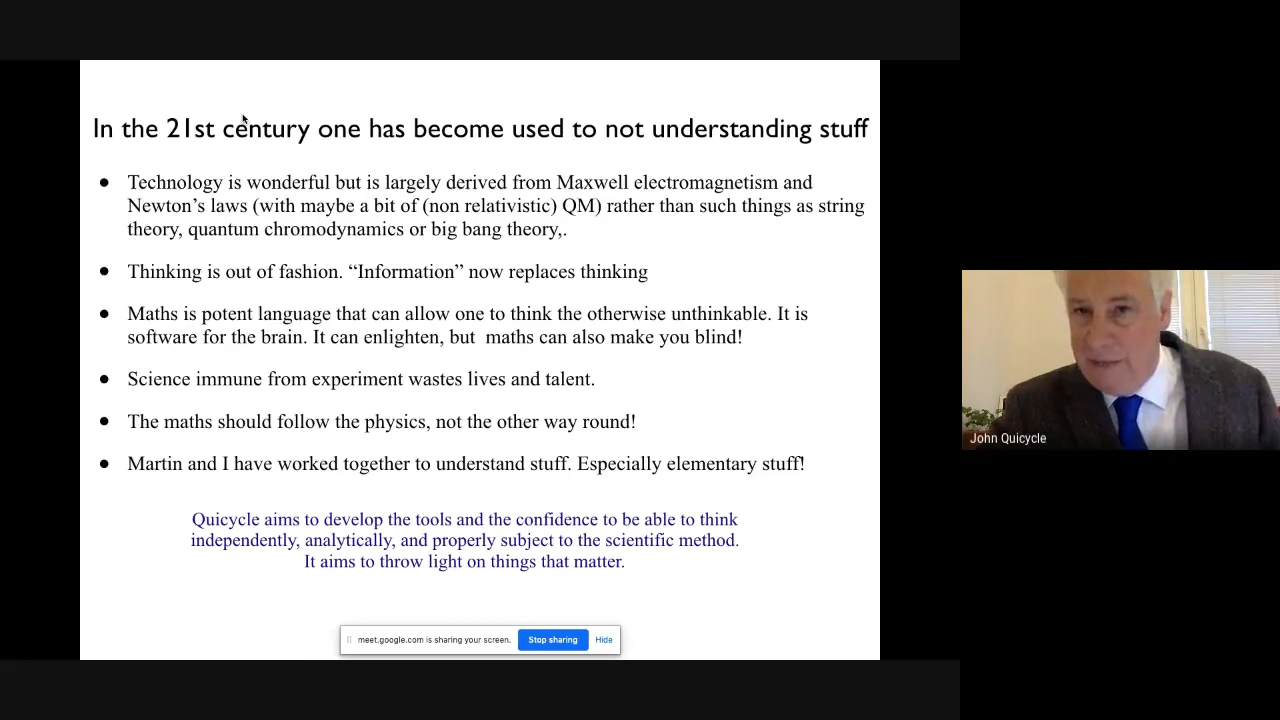 In the 21st century one has become used to not understanding stuff
● Technology is wonderful but is largely derived from Maxwell electromagnetism and
Newton's laws (with maybe a bit of (non relativistic) QM) rather than such things as string
theory, quantum chromodynamics or big bang theory,.
● Thinking is out of fashion. “Information” now replaces thinking
● Maths is potent language that can allow one to think the otherwise unthinkable. It is
software for the brain. It can enlighten, but  maths can also make you blind!
● Science immune from experiment wastes lives and talent.
● The maths should follow the physics, not the other way round!
● Martin and I have worked together to understand stuff. Especially elementary stuff!
Quicycle aims to develop the tools and the confidence to be able to think
independently, analytically, and properly subject to the scientific method.
It aims to throw light on things that matter.
meet.google.com is sharing your screen. Stop sharing Hide
John Quicycle